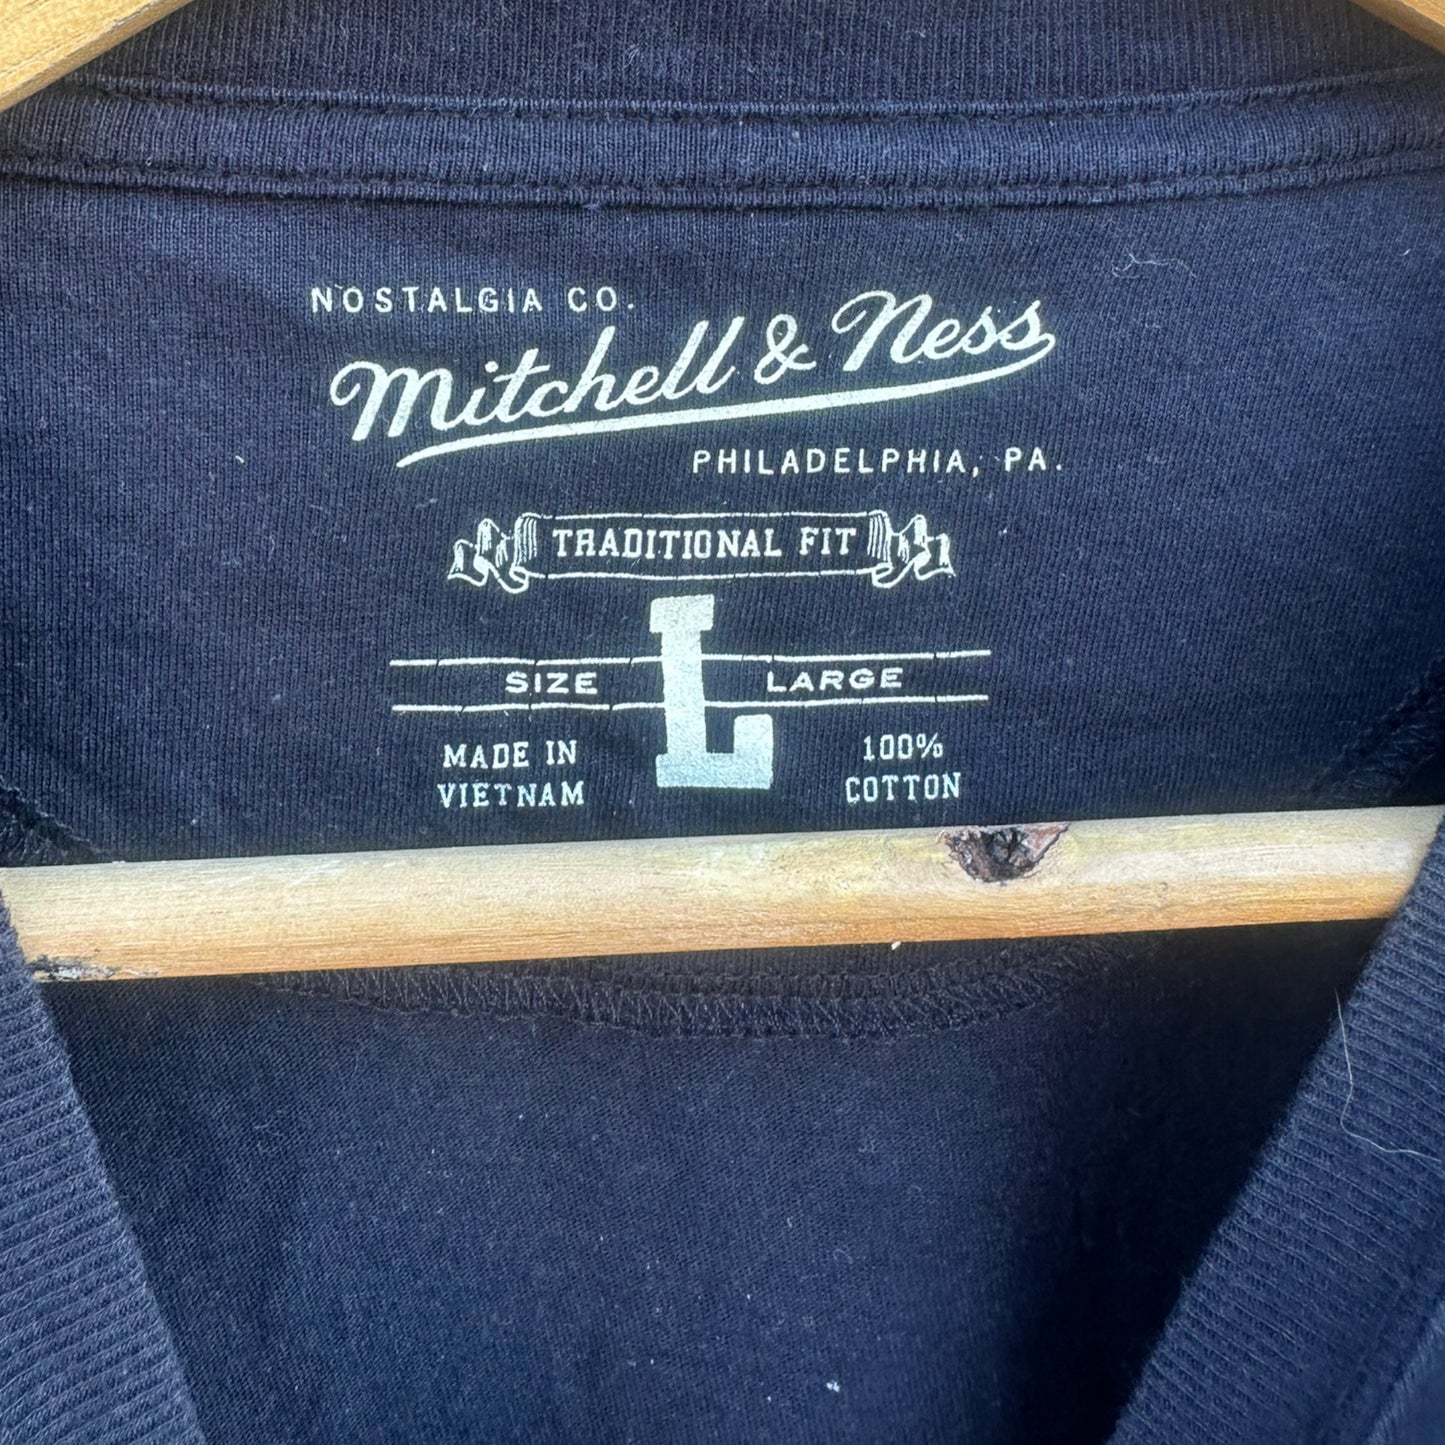 NOSTALGIA CO.
Mitchell & Ness
PHILADELPHIA, PA.
TRADITIONAL FIT
SIZE L LARGE
MADE IN
VIETNAM
100%
COTTON